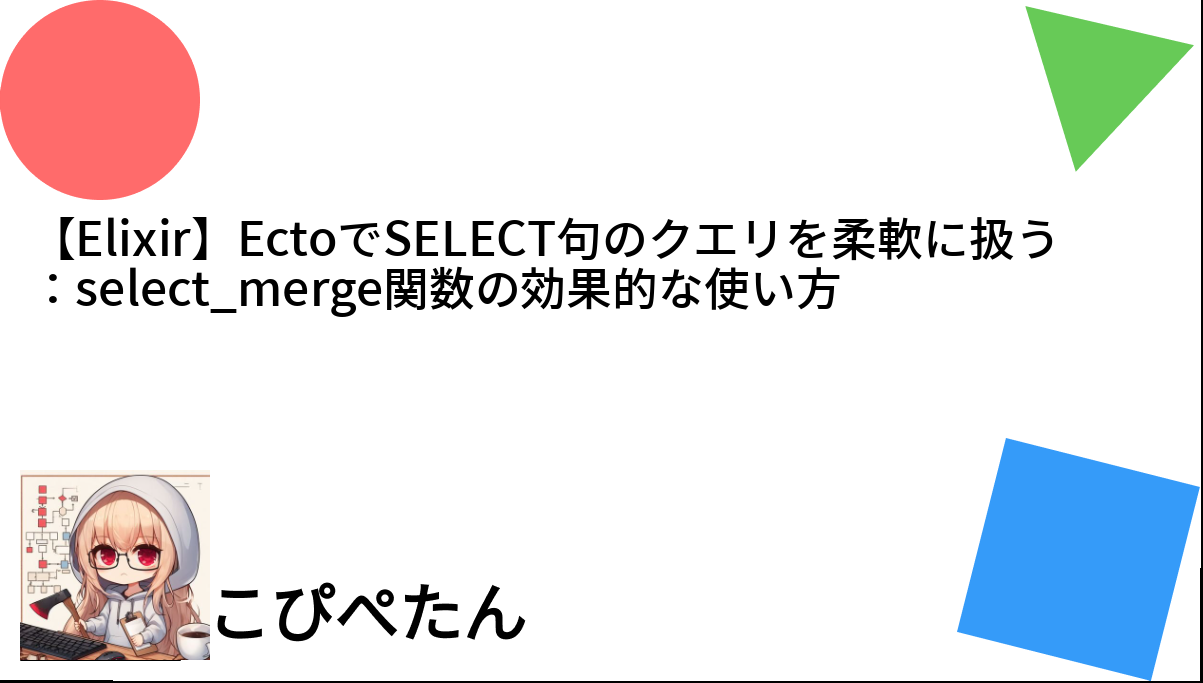 【Elixir】EctoでSELECT句のクエリを柔軟に扱う
：select_merge関数の効果的な使い方
こぴぺたん